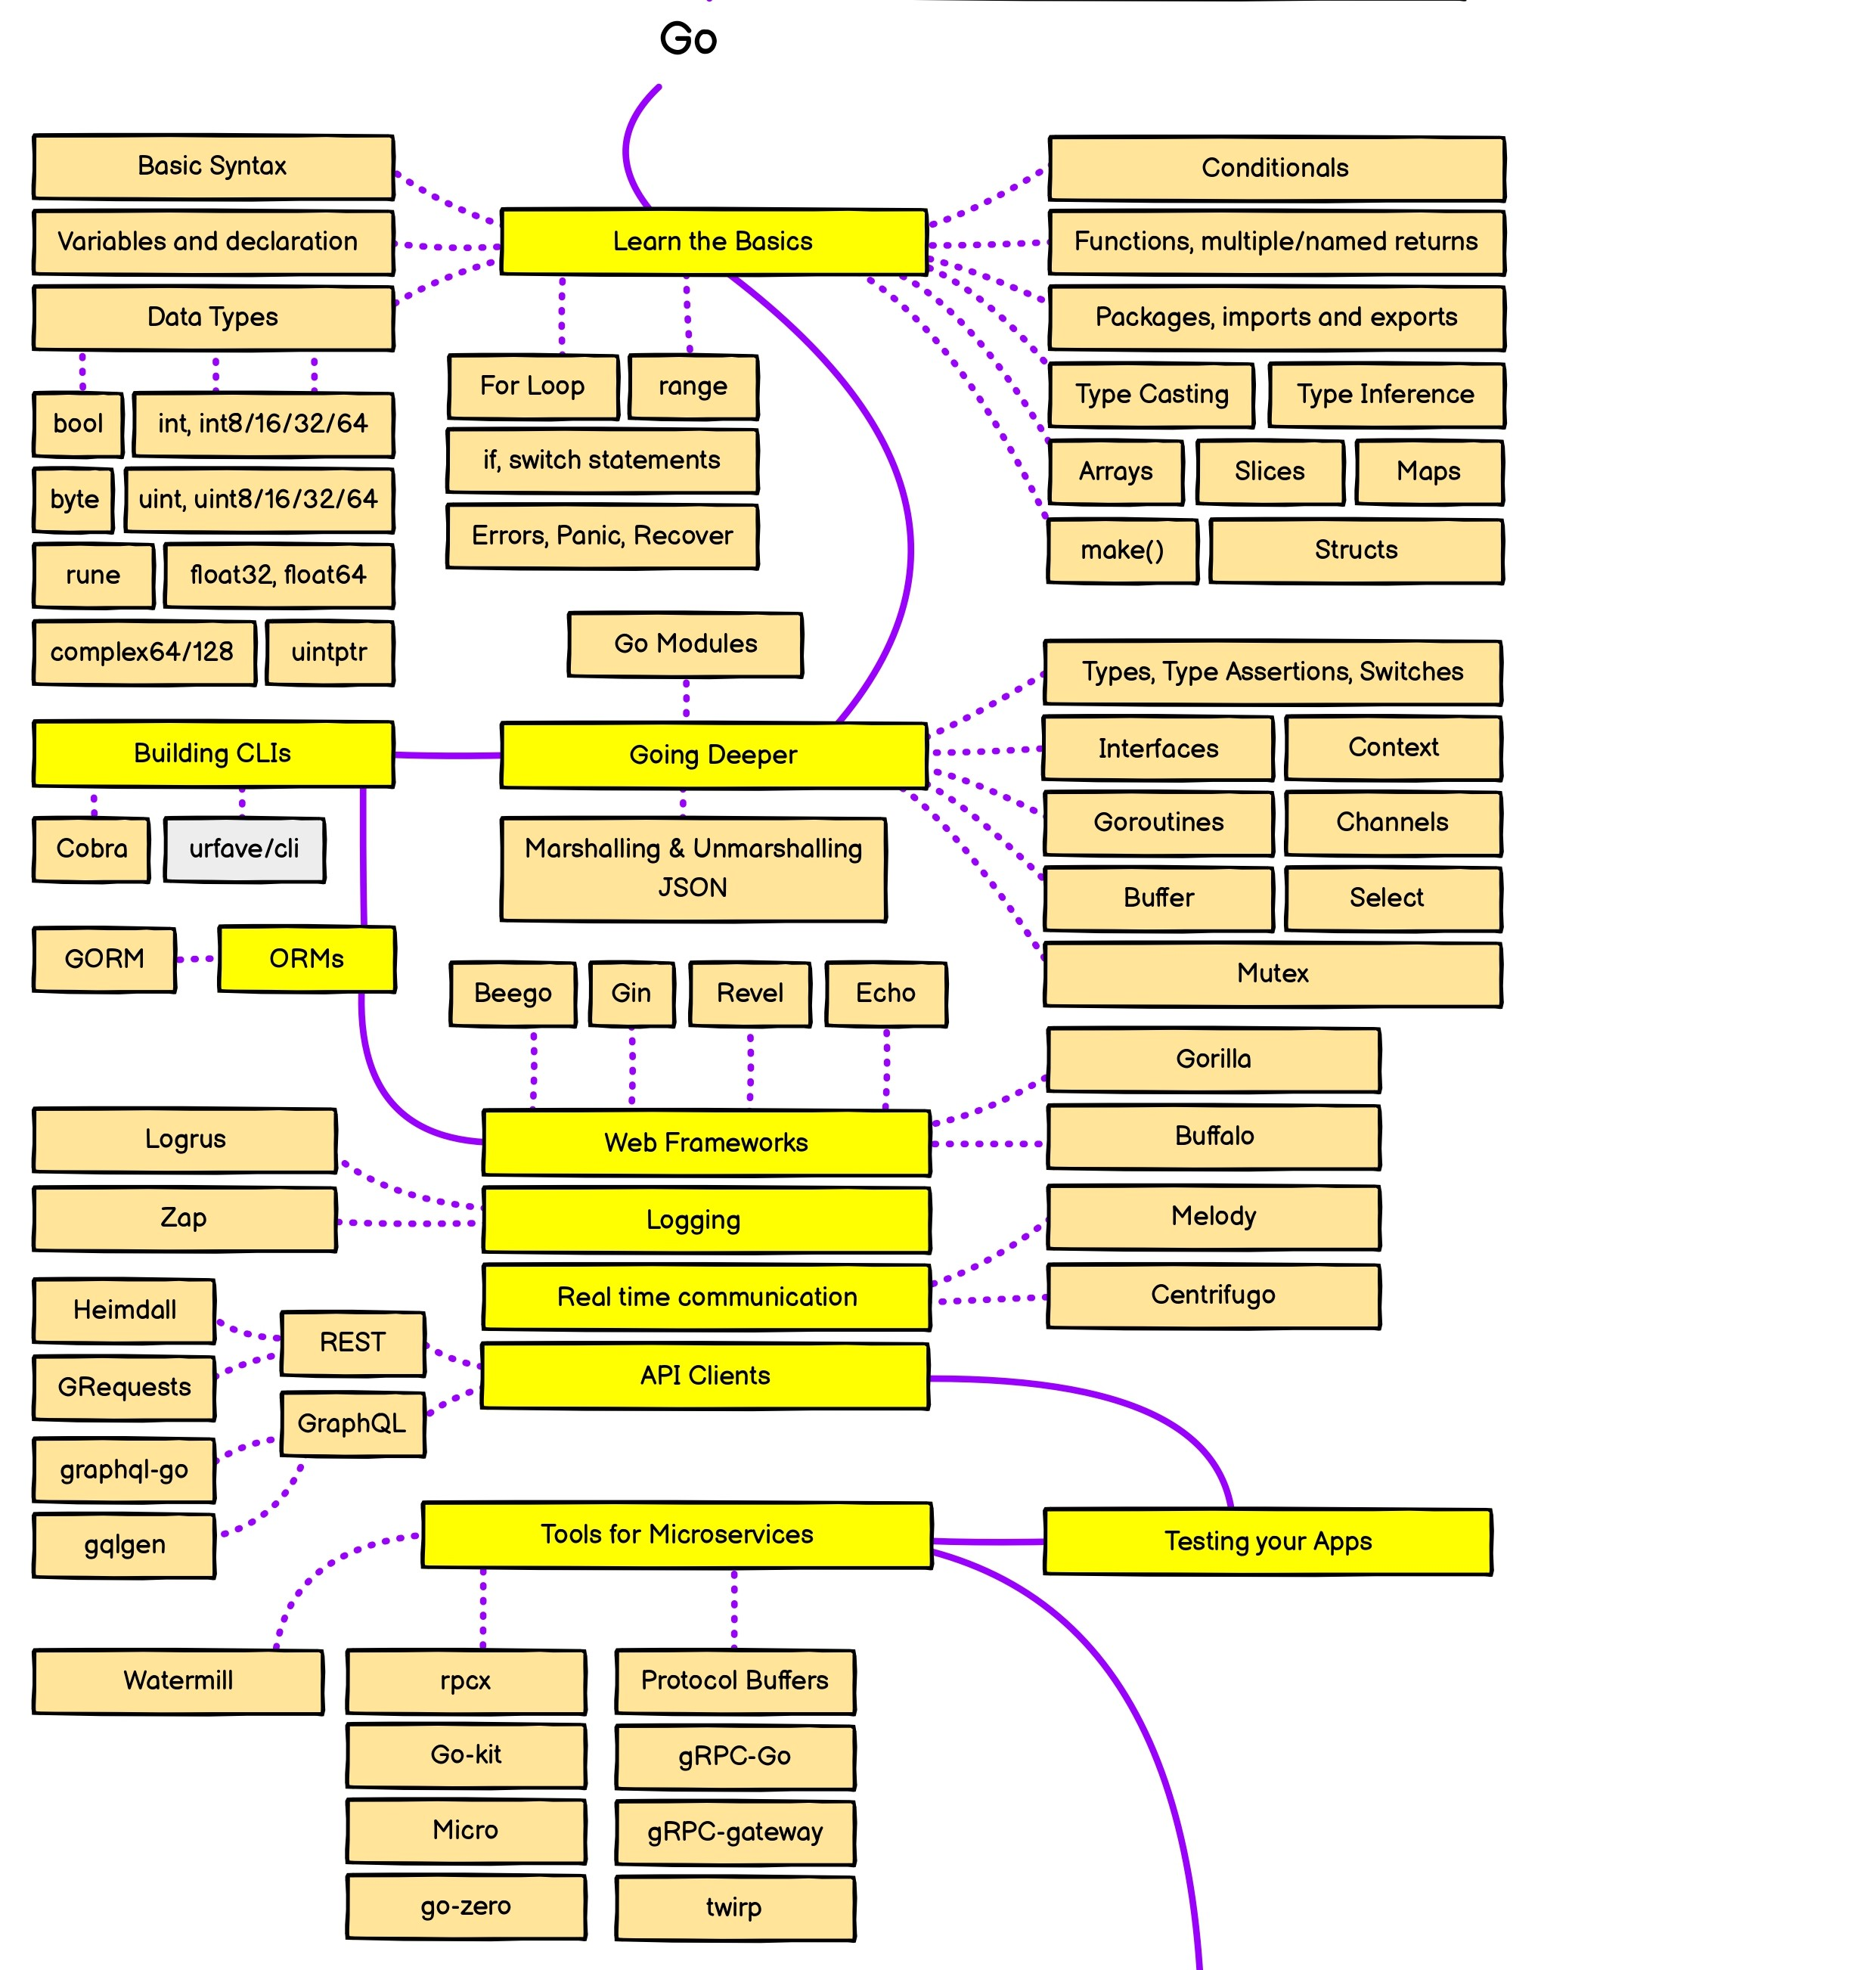 Go
Basic Syntax
Variables and declaration
Data Types
bool
int, int8/16/32/64
byte
uint, uint8/16/32/64
rune
float32, float64
complex64/128
uintptr
Learn the Basics
For Loop
range
if, switch statements
Errors, Panic, Recover
Conditionals
Functions, multiple/named returns
Packages, imports and exports
Type Casting
Type Inference
Arrays
Slices
Maps
make()
Structs
Go Modules
Going Deeper
Marshalling & Unmarshalling
JSON
Types, Type Assertions, Switches
Interfaces
Context
Goroutines
Channels
Buffer
Select
Mutex
Building CLIs
Cobra
urfave/cli
GORM
ORMs
Beego
Gin
Revel
Echo
Web Frameworks
Gorilla
Buffalo
Logrus
Zap
Logging
Real time communication
Melody
Centrifugo
Heimdall
GRequests
REST
GraphQL
graphql-go
gqlgen
API Clients
Testing your Apps
Tools for Microservices
Watermill
rpcx
Go-kit
Micro
go-zero
Protocol Buffers
gRPC-Go
gRPC-gateway
twirp